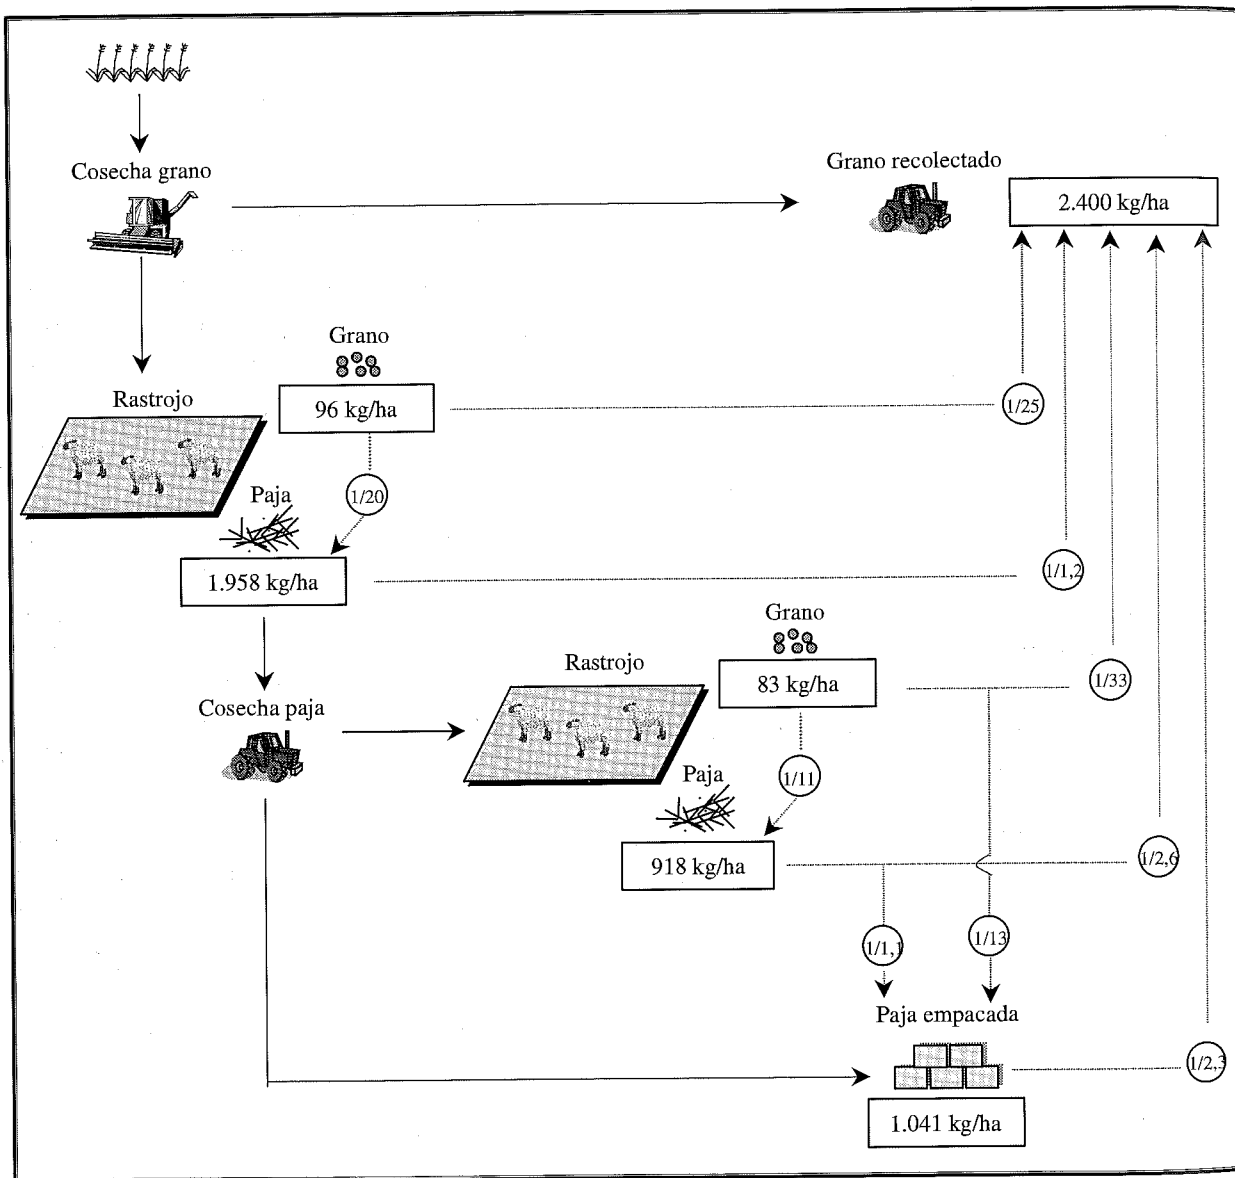 Cosecha grano
Grano recolectado
2.400 kg/ha
Grano
96 kg/ha
Rastrojo
1/25
1/20
Paja
1.958 kg/ha
1/1,2
Grano
Rastrojo
83 kg/ha
1/33
Cosecha paja
Paja
1/11
918 kg/ha
1/2,6
1/1,1
1/13
Paja empacada
1/2,3
1.041 kg/ha